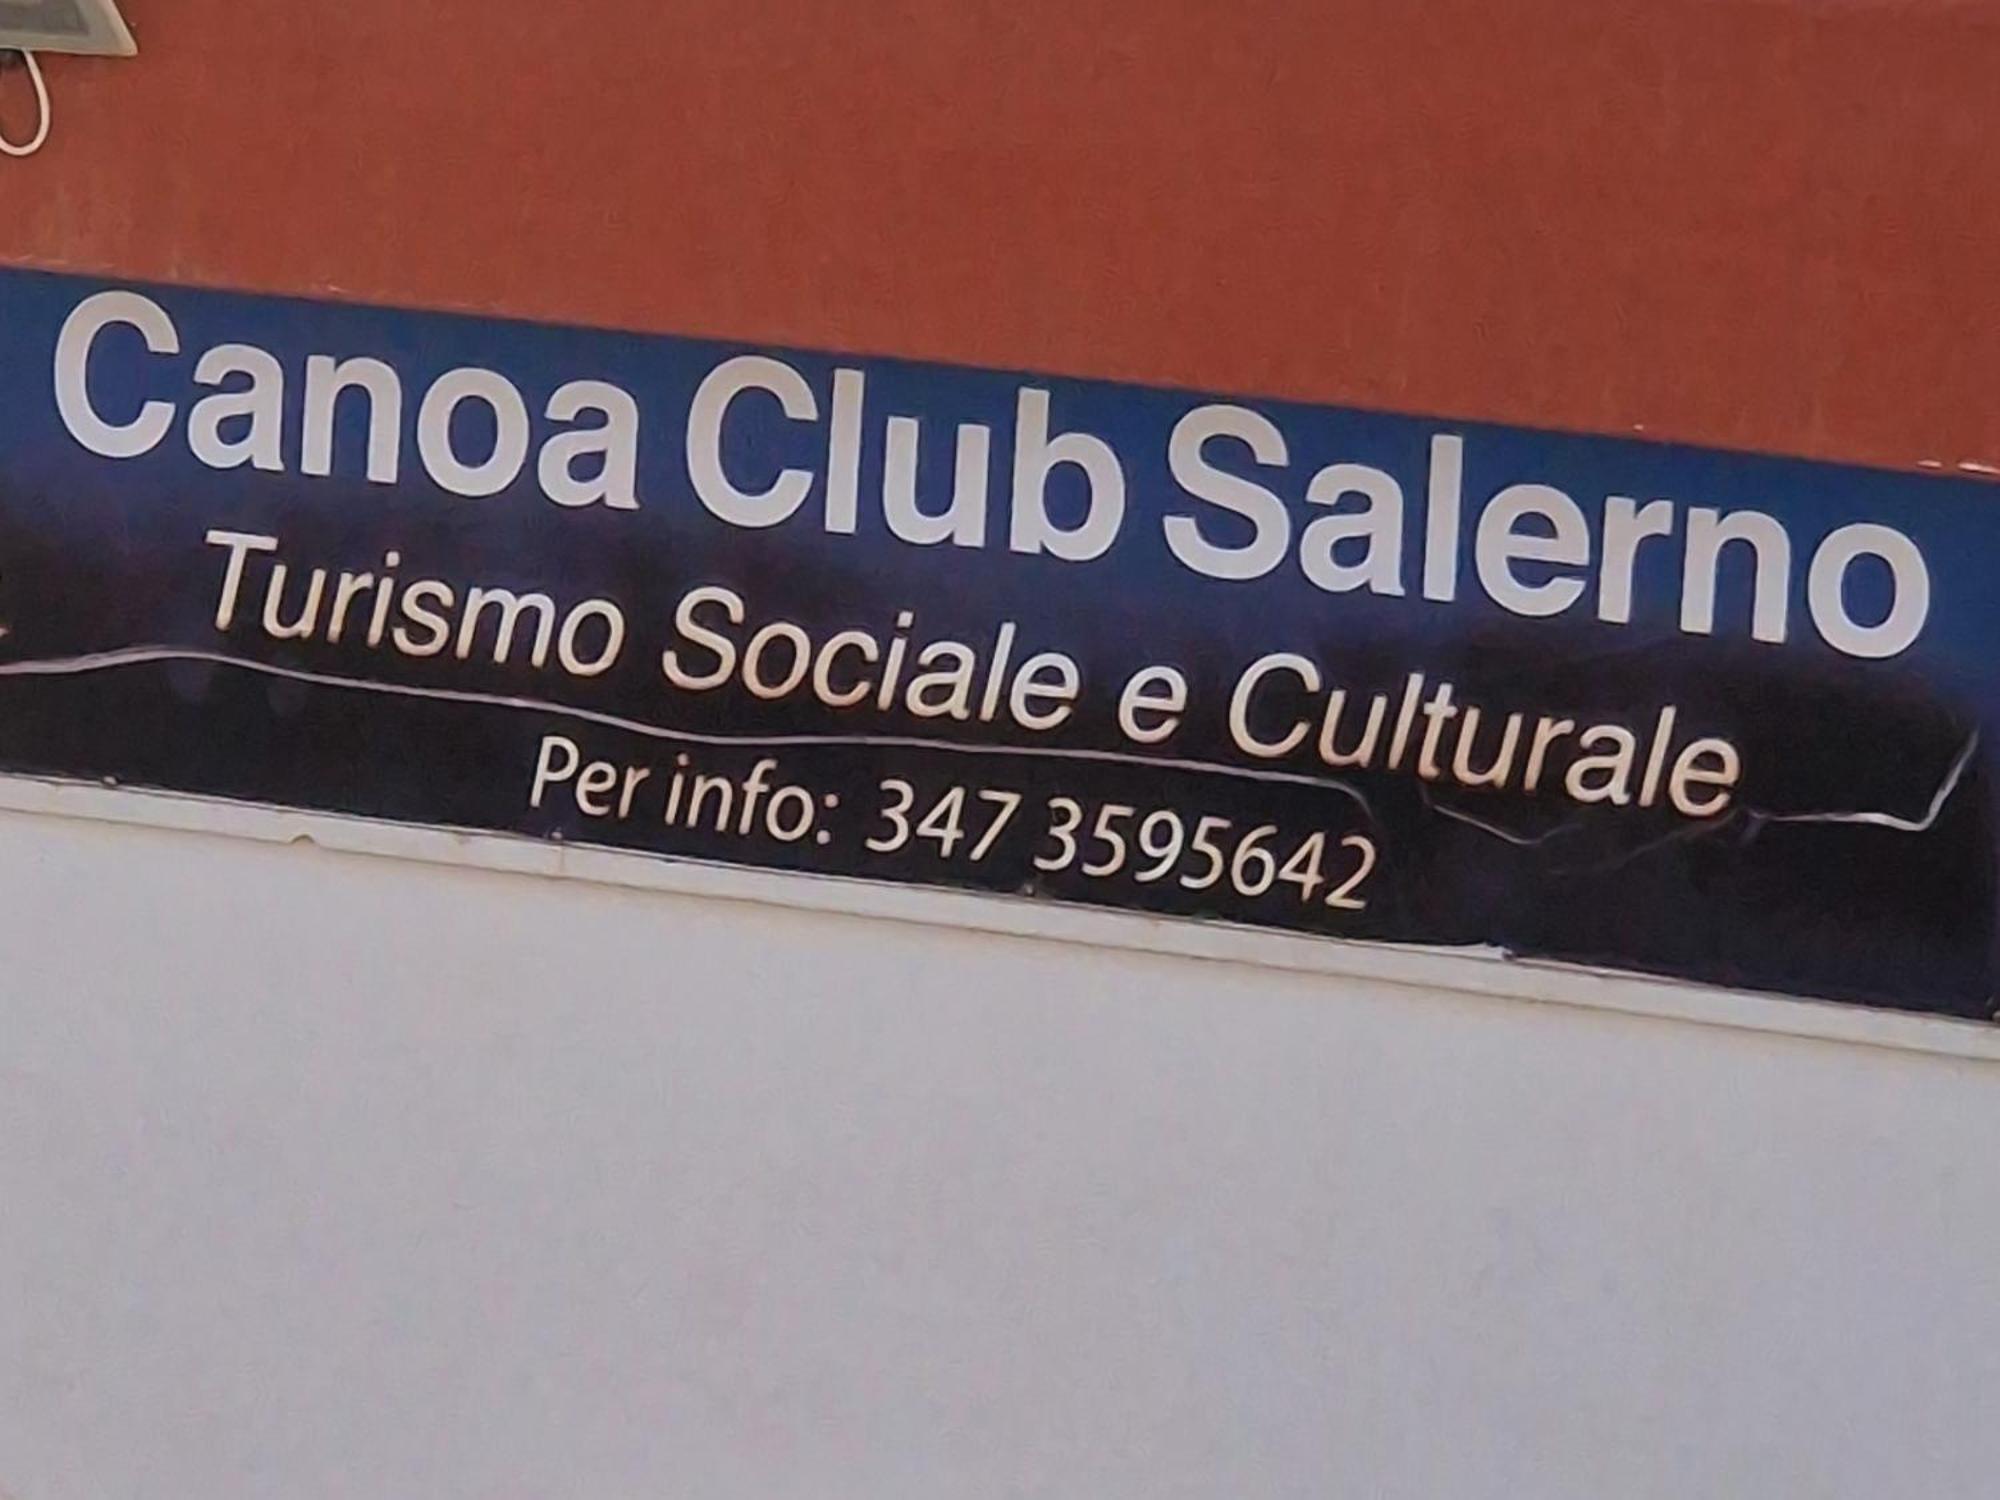 Canoa Club Salerno
Turismo Sociale e Culturale
Per info: 347 3595642